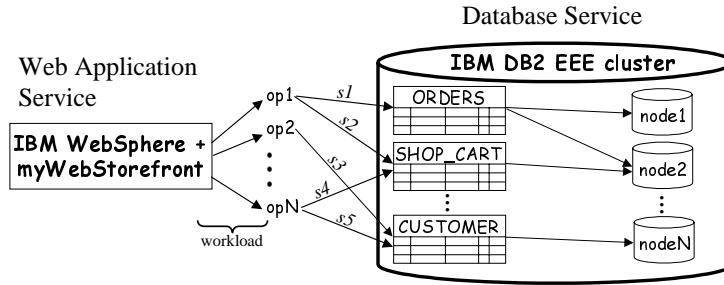 Database Service
IBM DB2 EEE cluster
Web Application
Service
IBM WebSphere +
myWebStorefront
workload
op1
op2
opN
s1
s2
s3
s4
s5
ORDERS
SHOP_CART
CUSTOMER
node1
node2
nodeN